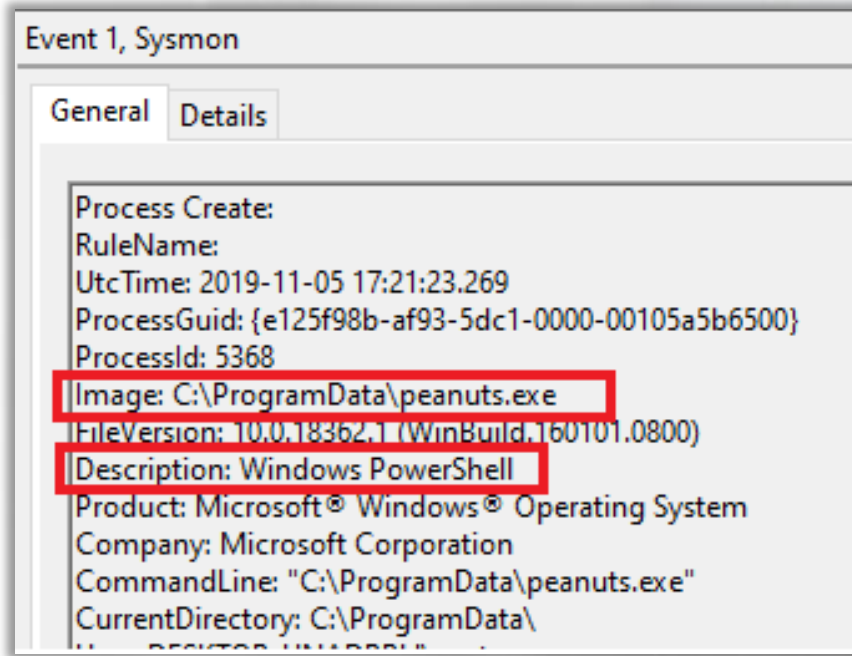 Event 1, Sysmon
General Details
Process Create:
RuleName:
UtcTime: 2019-11-05 17:21:23.269
ProcessGuid: {e125f98b-af93-5dc1-0000-00105a5b6500}
ProcessId: 5368
Image: C:\ProgramData\peanuts.exe
FileVersion: 10.0.18362.1 (WinBuild.160101.0800)
Description: Windows PowerShell
Product: Microsoft® Windows® Operating System
Company: Microsoft Corporation
CommandLine: "C:\ProgramData\peanuts.exe"
CurrentDirectory: C:\ProgramData\